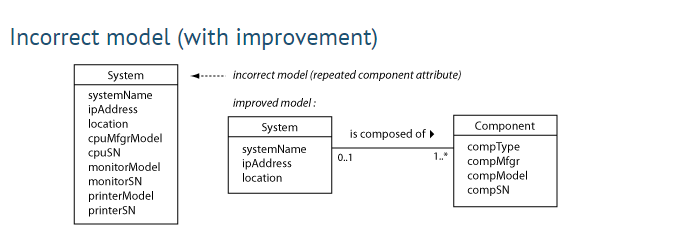 Incorrect model (with improvement)
System
systemName
ipAddress
location
cpuMfgrModel
cpuSN
monitorModel
monitorSN
printerModel
printerSN
incorrect model (repeated component attribute)
improved model :
System
systemName
ipAddress
location
is composed of
0..1
1..*
Component
compType
compMfgr
compModel
compSN